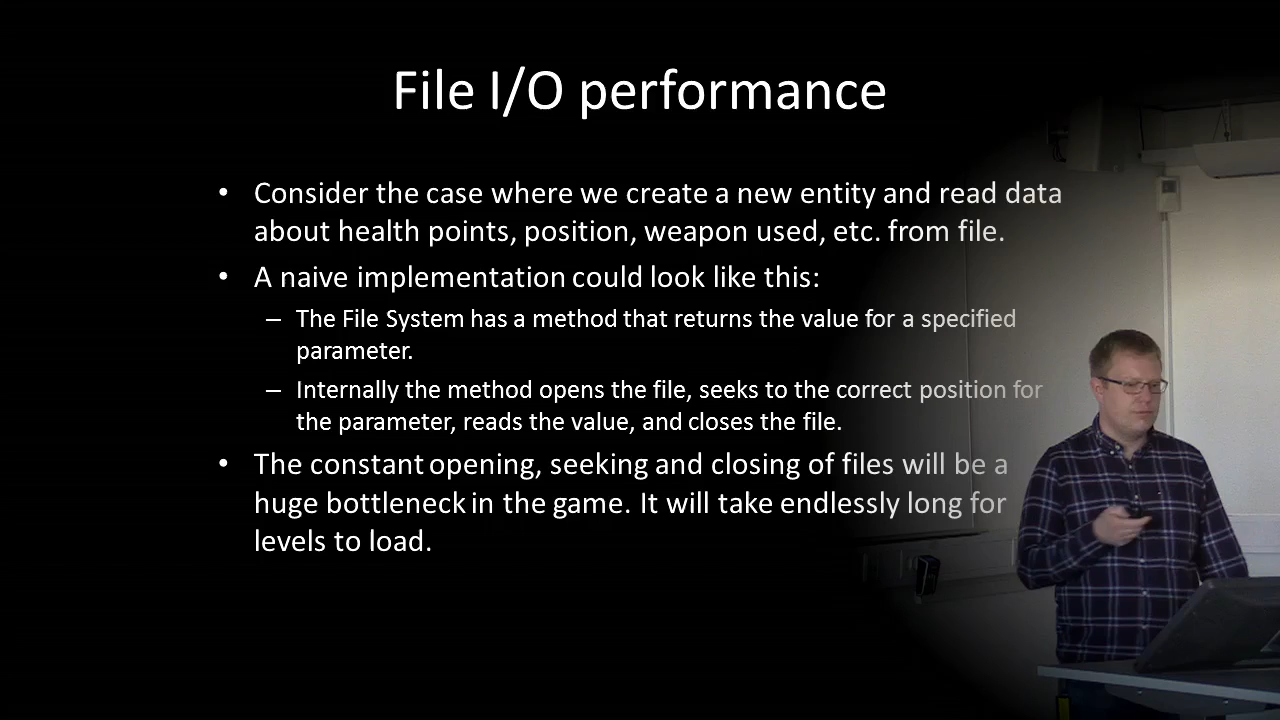 File I/O performance
• Consider the case where we create a new entity and read data
about health points, position, weapon used, etc. from file.
• A naive implementation could look like this:
– The File System has a method that returns the value for a specified
parameter.
– Internally the method opens the file, seeks to the correct position for
the parameter, reads the value, and closes the file.
• The constant opening, seeking and closing of files will be a
huge bottleneck in the game. It will take endlessly long for
levels to load.